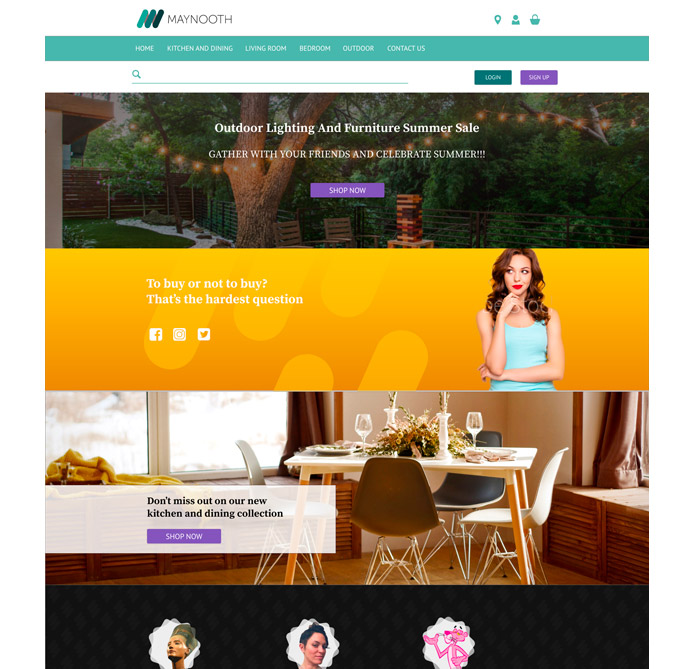 MAYNOOTH
HOME KITCHEN AND DINING LIVING ROOM BEDROOM OUTDOOR CONTACT US
LOGIN SIGN UP
Outdoor Lighting And Furniture Summer Sale
GATHER WITH YOUR FRIENDS AND CELEBRATE SUMMER!!!
SHOP NOW
To buy or not to buy?
That's the hardest question
Don't miss out on our new
kitchen and dining collection
SHOP NOW